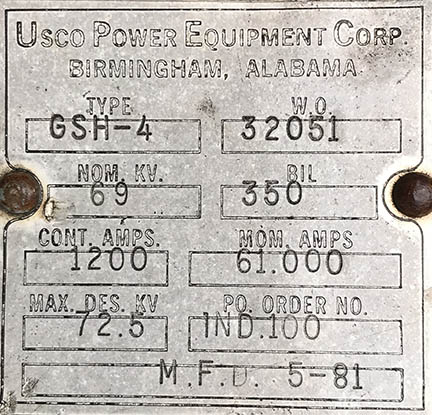 USCO POWER EQUIPMENT CORP.
BIRMINGHAM, ALABAMA
TYPE W.O.
GSH-4 32051
NOM. KV. BIL
69 350
CONT. AMPS. MOM. AMPS
1200 61.000
MAX. DES. KV PO. ORDER NO.
72.5 IND.100
M.F.D. 5-81